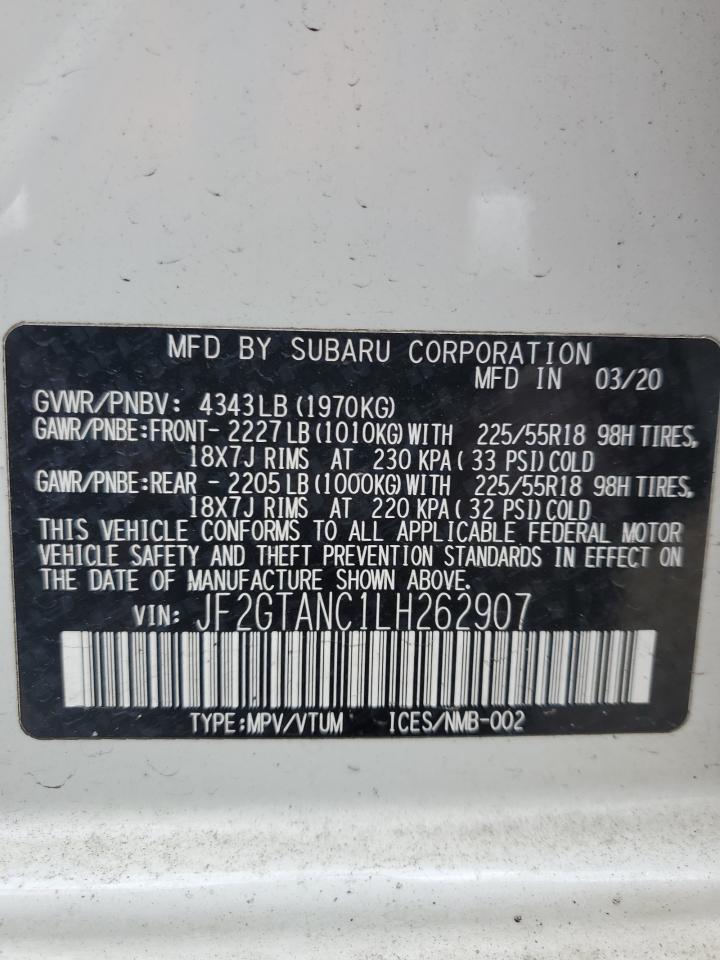 MFD BY SUBARU CORPORATION
MFD IN 03/20
GVWR/PNBV: 4343LB(1970KG)
GAWR/PNBE:FRONT- 2227LB(1010KG)WITH 225/55R18 98H TIRES,
18X7J RIMS AT 230 KPA( 33 PSI)COLD
GAWR/PNBE:REAR - 2205LB(1000KG)WITH 225/55R18 98H TIRES,
18X7J RIMS AT 220 KPA( 32 PSI)COLD
THIS VEHICLE CONFORMS TO ALL APPLICABLE FEDERAL MOTOR
VEHICLE SAFETY AND THEFT PREVENTION STANDARDS IN EFFECT ON
THE DATE OF MANUFACTURE SHOWN ABOVE.
VIN: JF2GTANC1LH262907
TYPE:MPV/VTUM ICES/NMB-002